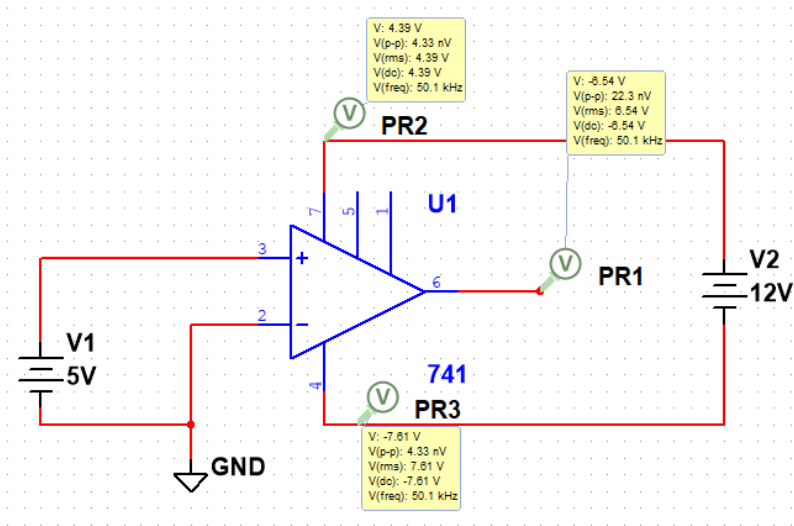 V: 4.39 V
V(p-p): 4.33 nV
V(rms): 4.39 V
V(dc): 4.39 V
V(freq): 50.1 kHz
V
PR2
V: -6.54 V
V(p-p): 22.3 nV
V(rms): 6.54 V
V(dc): -6.54 V
V(freq): 50.1 kHz
7
5
1
U1
3
+
V
PR1
6
V2
12V
2
−
V1
5V
4
741
V
PR3
V: -7.61 V
V(p-p): 4.33 nV
V(rms): 7.61 V
V(dc): -7.61 V
V(freq): 50.1 kHz
GND